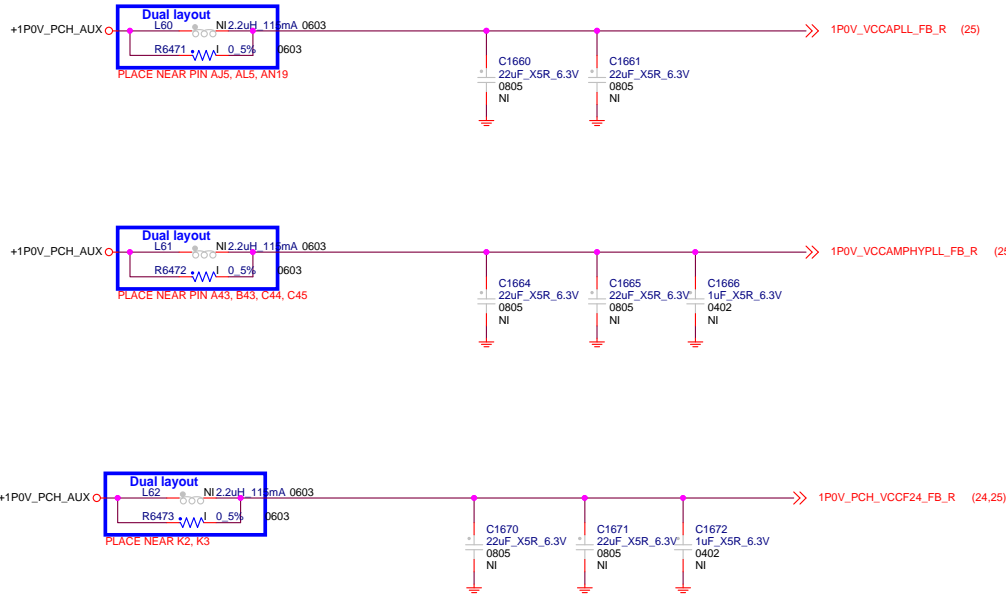 Dual layout
+1P0V_PCH_AUX L60 NI 2.2uH_115mA 0603 1P0V_VCCAPLL_FB_R (25)
R6471 I 0_5% 0603
PLACE NEAR PIN AJ5, AL5, AN19
C1660 C1661
22uF_X5R_6.3V 22uF_X5R_6.3V
0805 0805
NI NI
Dual layout
+1P0V_PCH_AUX L61 NI 2.2uH_115mA 0603 1P0V_VCCAMPHYPLL_FB_R (25
R6472 I 0_5% 0603
PLACE NEAR PIN A43, B43, C44, C45
C1664 C1665 C1666
22uF_X5R_6.3V 22uF_X5R_6.3V 1uF_X5R_6.3V
0805 0805 0402
NI NI NI
Dual layout
+1P0V_PCH_AUX L62 NI 2.2uH_115mA 0603 1P0V_PCH_VCCF24_FB_R (24,25)
R6473 I 0_5% 0603
PLACE NEAR K2, K3
C1670 C1671 C1672
22uF_X5R_6.3V 22uF_X5R_6.3V 1uF_X5R_6.3V
0805 0805 0402
NI NI NI